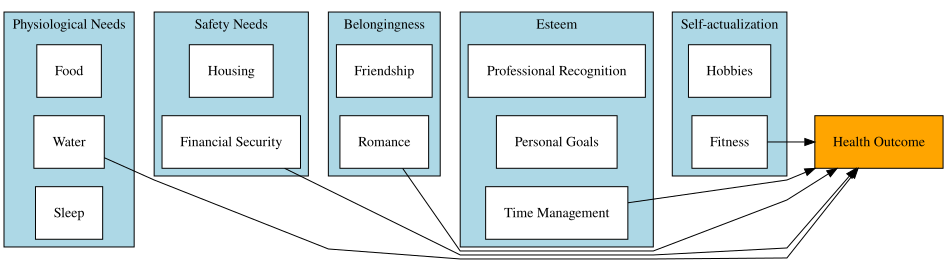 Physiological Needs
Food
Water
Sleep
Safety Needs
Housing
Financial Security
Belongingness
Friendship
Romance
Esteem
Professional Recognition
Personal Goals
Time Management
Self-actualization
Hobbies
Fitness
Health Outcome